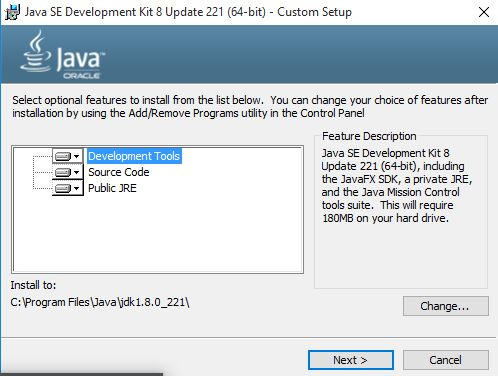 Java SE Development Kit 8 Update 221 (64-bit) - Custom Setup
Java
ORACLE
Select optional features to install from the list below. You can change your choice of features after
installation by using the Add/Remove Programs utility in the Control Panel
Development Tools
Source Code
Public JRE
Feature Description
Java SE Development Kit 8
Update 221 (64-bit), including
the JavaFX SDK, a private JRE,
and the Java Mission Control
tools suite. This will require
180MB on your hard drive.
Install to:
C:\Program Files\Java\jdk1.8.0_221\
Change...
Next >
Cancel